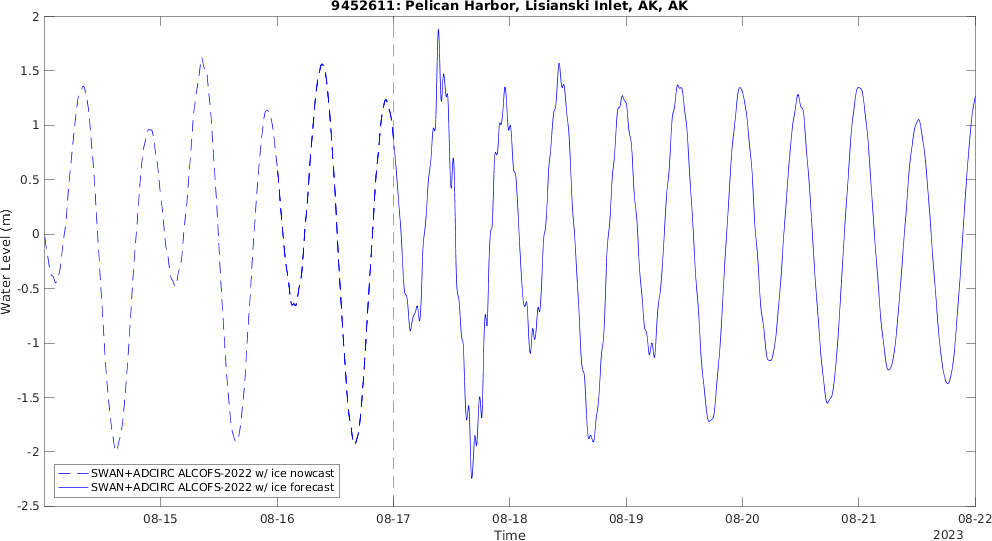 9452611: Pelican Harbor, Lisianski Inlet, AK, AK
Water Level (m)
2
1.5
1
0.5
0
-0.5
-1
-1.5
-2
-2.5
SWAN+ADCIRC ALCOFS-2022 w/ ice nowcast
SWAN+ADCIRC ALCOFS-2022 w/ ice forecast
08-15 08-16 08-17 08-18 08-19 08-20 08-21 08-22
Time
2023